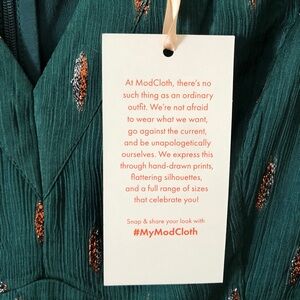 At ModCloth, there's no
such thing as an ordinary
outfit. We're not afraid
to wear what we want,
go against the current,
and be unapologetically
ourselves. We express this
through hand-drawn prints,
flattering silhouettes,
and a full range of sizes
that celebrate you!
Snap & share your look with
#MyModCloth